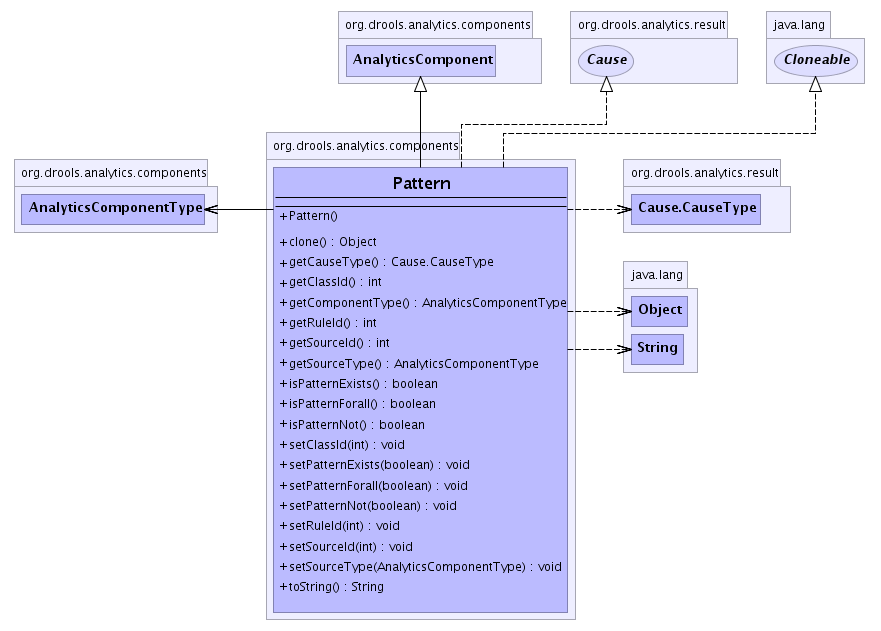 org.drools.analytics.components
AnalyticsComponent
org.drools.analytics.result
Cause
java.lang
Cloneable
org.drools.analytics.components
AnalyticsComponentType
org.drools.analytics.components
Pattern
+Pattern()
+clone() : Object
+getCauseType() : Cause.CauseType
+getClassId() : int
+getComponentType() : AnalyticsComponentType
+getRuleId() : int
+getSourceId() : int
+getSourceType() : AnalyticsComponentType
+isPatternExists() : boolean
+isPatternForall() : boolean
+isPatternNot() : boolean
+setClassId(int) : void
+setPatternExists(boolean) : void
+setPatternForall(boolean) : void
+setPatternNot(boolean) : void
+setRuleId(int) : void
+setSourceId(int) : void
+setSourceType(AnalyticsComponentType) : void
+toString() : String
org.drools.analytics.result
Cause.CauseType
java.lang
Object
String